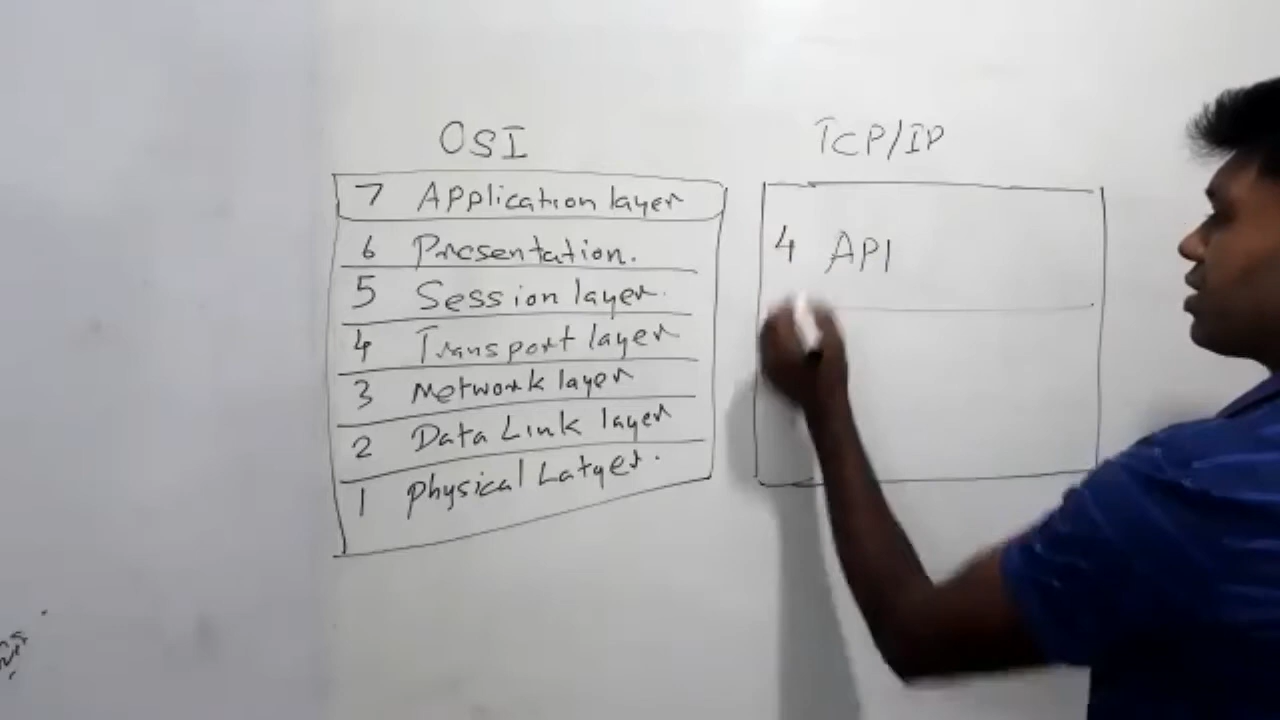 OSI
7 Application layer
6 Presentation.
5 Session layer.
4 Transport layer
3 Network layer
2 Data Link layer
1 Physical Latyer.
TCP/IP
4 API